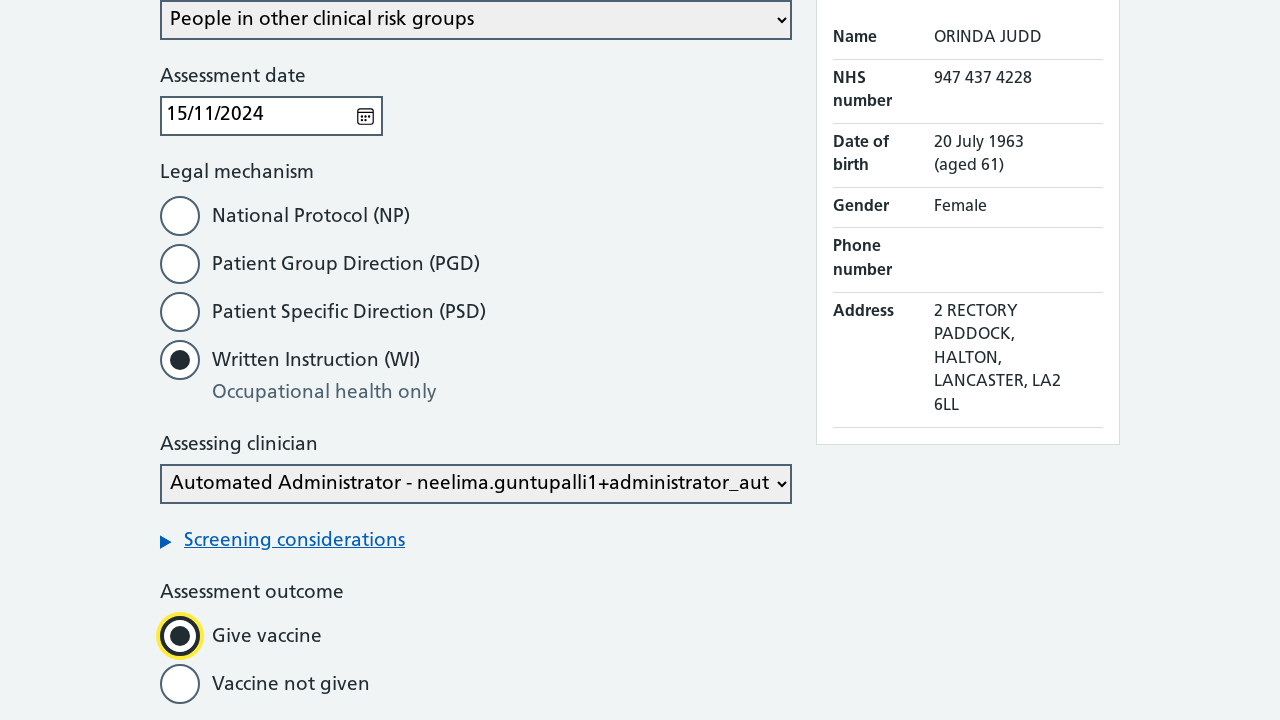 People in other clinical risk groups
Assessment date
15/11/2024
Legal mechanism
National Protocol (NP)
Patient Group Direction (PGD)
Patient Specific Direction (PSD)
Written Instruction (WI)
Occupational health only
Assessing clinician
Automated Administrator - neelima.guntupalli1+administrator_aut
Screening considerations
Assessment outcome
Give vaccine
Vaccine not given
Name ORINDA JUDD
NHS number 947 437 4228
Date of birth 20 July 1963 (aged 61)
Gender Female
Phone number
Address 2 RECTORY
PADDOCK,
HALTON,
LANCASTER, LA2
6LL